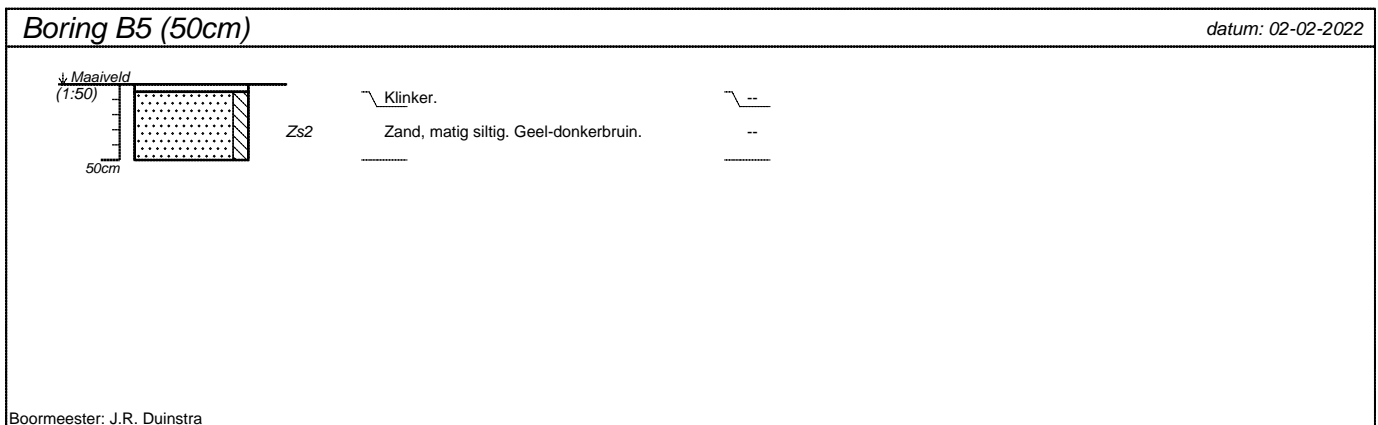 Boring B5 (50cm)
datum: 02-02-2022
Maaiveld
(1:50)
Klinker.
--
Zs2
Zand, matig siltig. Geel-donkerbruin.
--
50cm
Boormeester: J.R. Duinstra